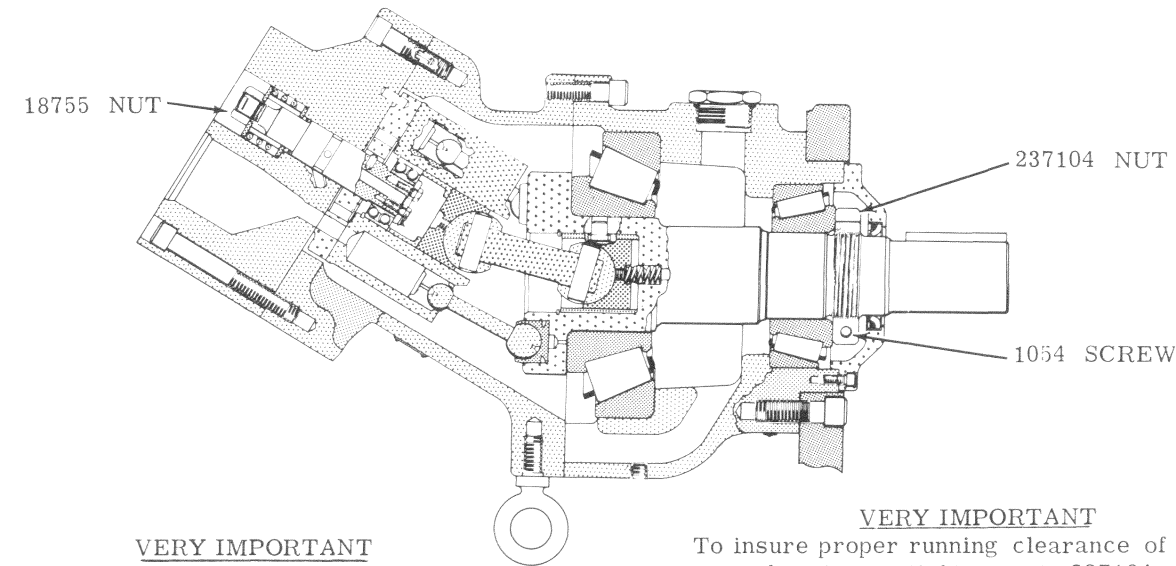 18755 NUT
237104 NUT
1054 SCREW
VERY IMPORTANT
VERY IMPORTANT
To insure proper running clearance of